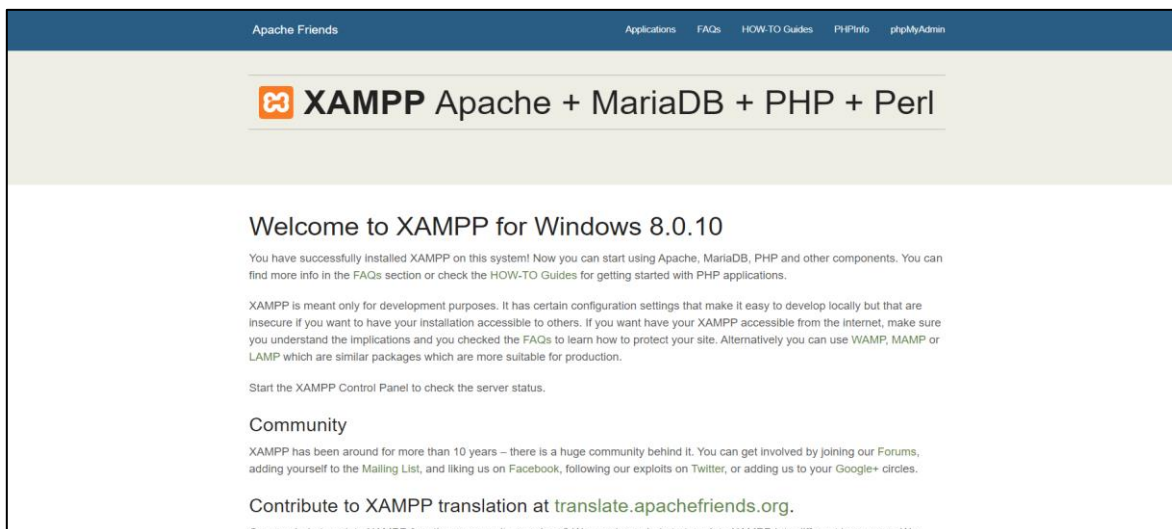 Apache Friends
Applications FAQs HOW-TO Guides PHPInfo phpMyAdmin
XAMPP Apache + MariaDB + PHP + Perl
Welcome to XAMPP for Windows 8.0.10
You have successfully installed XAMPP on this system! Now you can start using Apache, MariaDB, PHP and other components. You can
find more info in the FAQs section or check the HOW-TO Guides for getting started with PHP applications.
XAMPP is meant only for development purposes. It has certain configuration settings that make it easy to develop locally but that are
insecure if you want to have your installation accessible to others. If you want have your XAMPP accessible from the internet, make sure
you understand the implications and you checked the FAQs to learn how to protect your site. Alternatively you can use WAMP, MAMP or
LAMP which are similar packages which are more suitable for production.
Start the XAMPP Control Panel to check the server status.
Community
XAMPP has been around for more than 10 years – there is a huge community behind it. You can get involved by joining our Forums,
adding yourself to the Mailing List, and liking us on Facebook, following our exploits on Twitter, or adding us to your Google+ circles.
Contribute to XAMPP translation at translate.apachefriends.org.